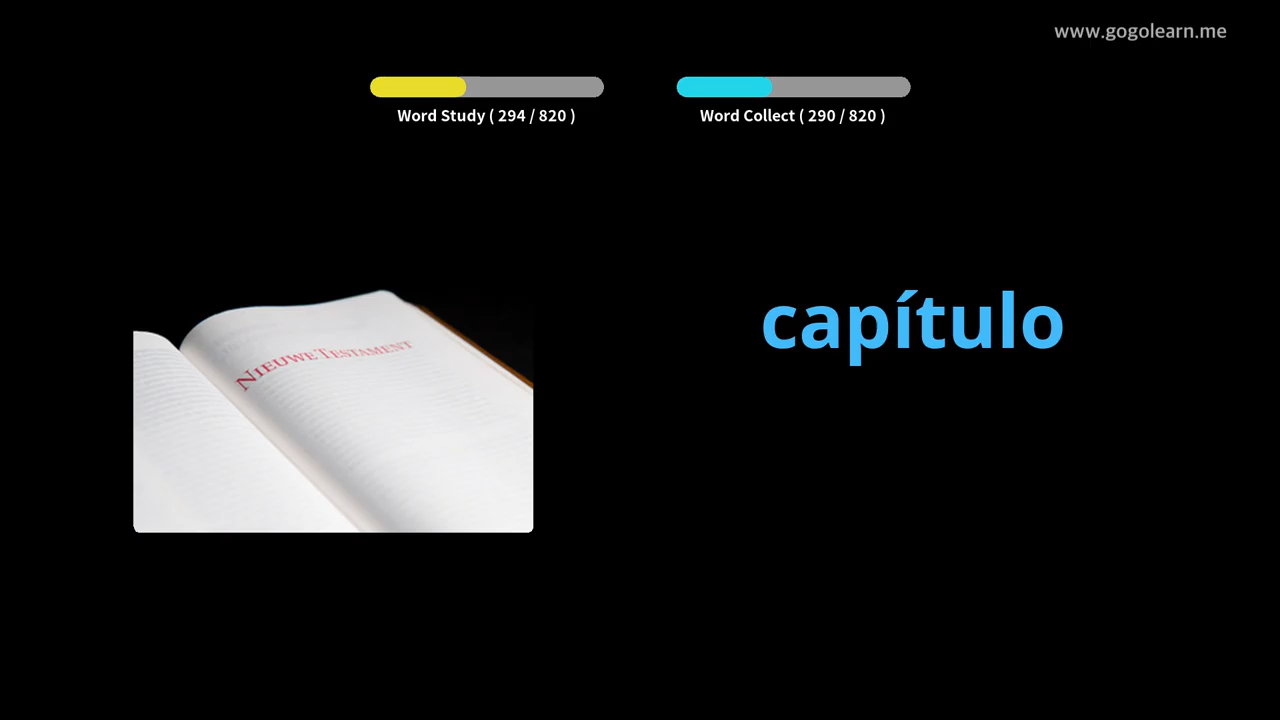 www.gogolearn.me
Word Study ( 294 / 820 )
Word Collect ( 290 / 820 )
capítulo
NIEUWE TESTAMENT